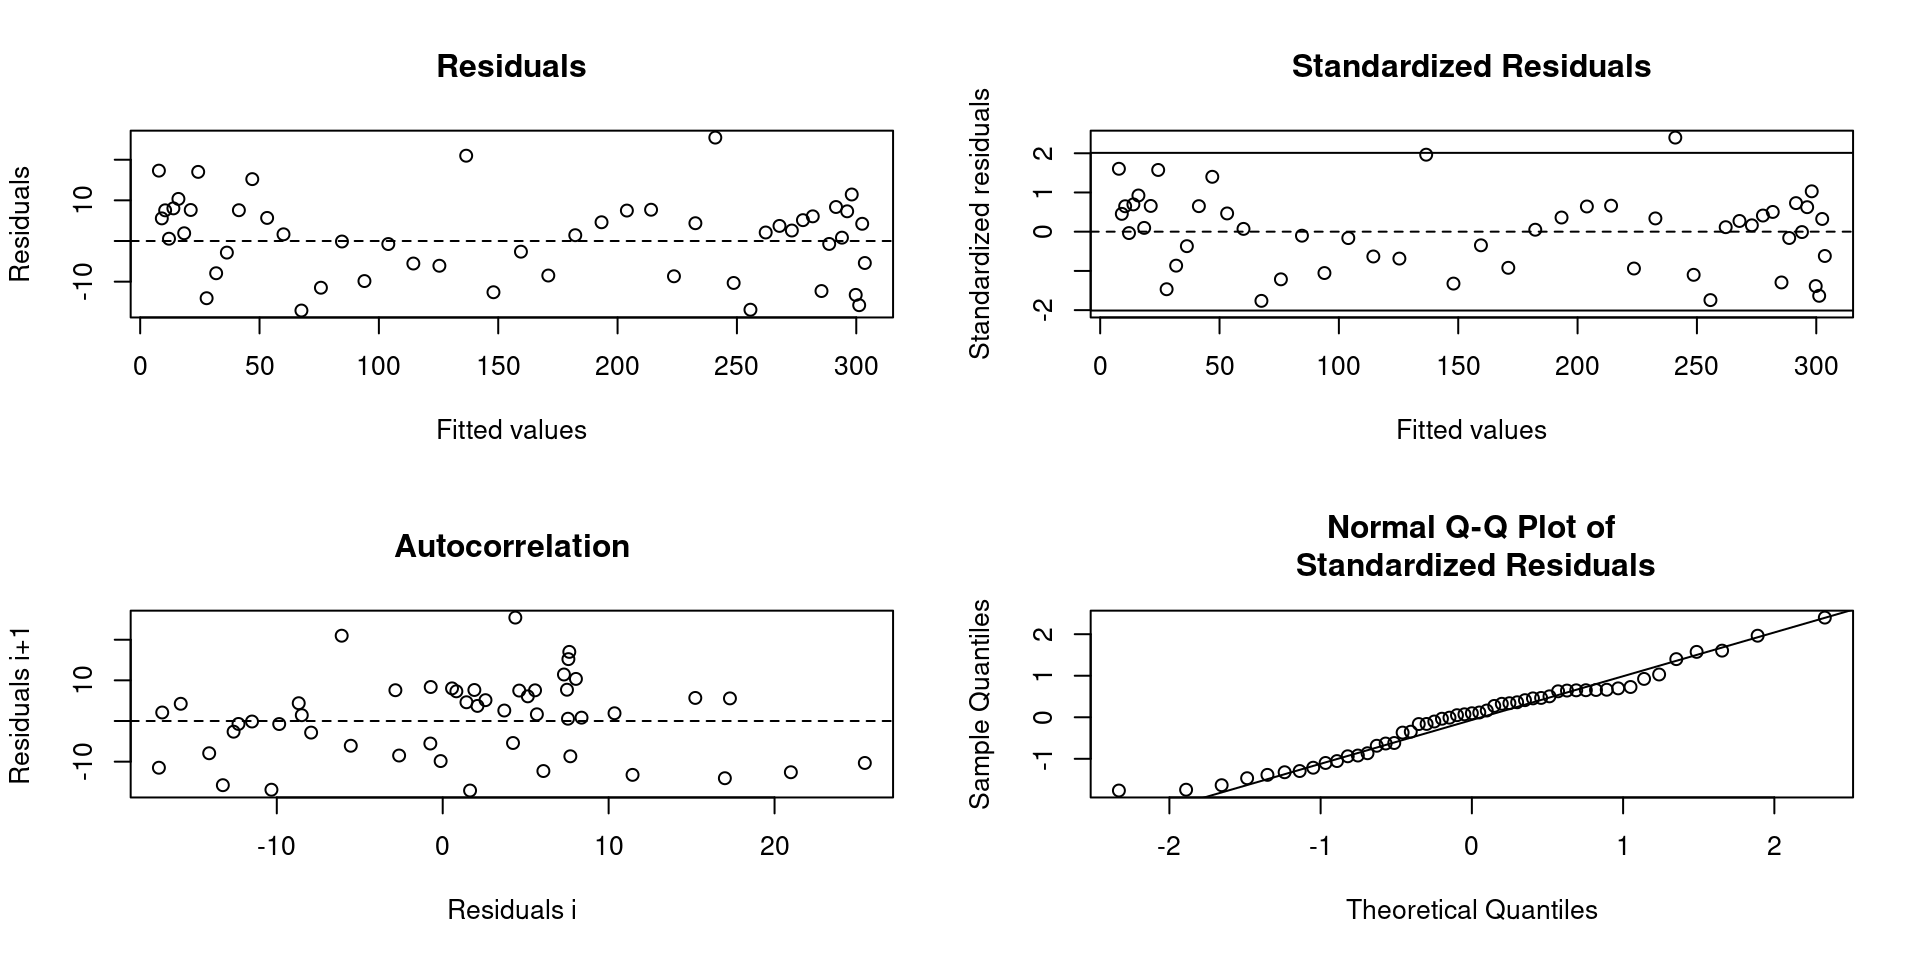 Residuals
Residuals
10
-10
0 50 100 150 200 250 300
Fitted values
Standardized Residuals
Standardized residuals
2
1
0
-2
0 50 100 150 200 250 300
Fitted values
Autocorrelation
Residuals i+1
10
-10
-10 0 10 20
Residuals i
Normal Q-Q Plot of
Standardized Residuals
Sample Quantiles
2
1
0
-1
-2 -1 0 1 2
Theoretical Quantiles